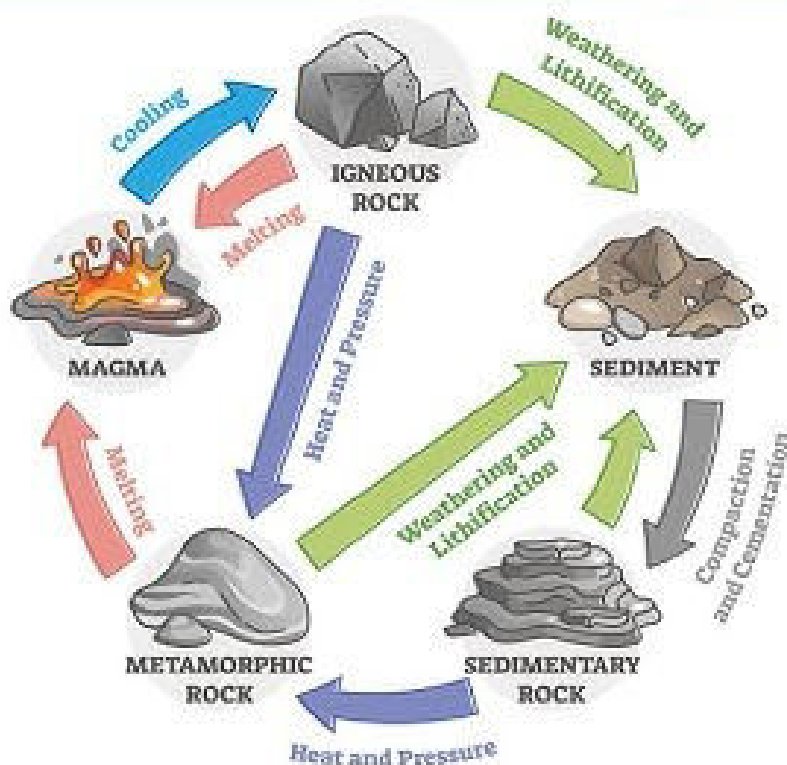 Weathering and
Lithification
Cooling
IGNEOUS
ROCK
Melting
Heat and Pressure
MAGMA
SEDIMENT
Melting
Weathering and
Lithification
Compaction
and Cementation
METAMORPHIC
ROCK
SEDIMENTARY
ROCK
Heat and Pressure